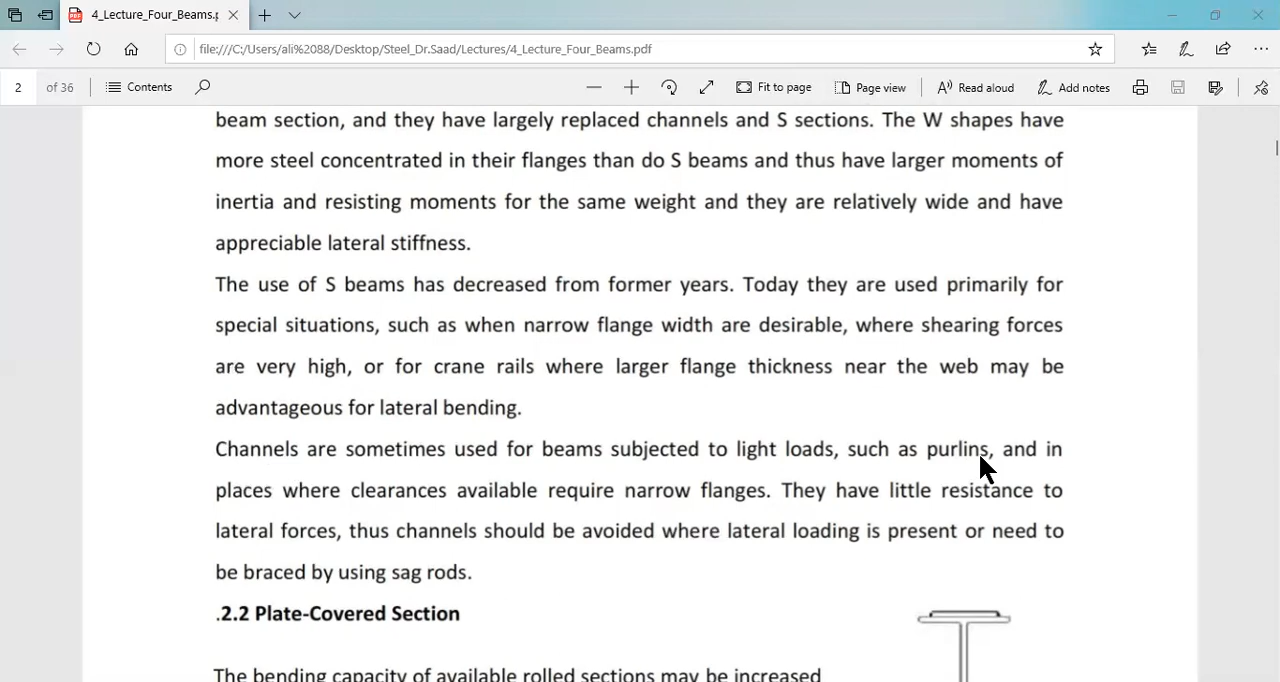 4_Lecture_Four_Beams.p
file:///C:/Users/ali%2088/Desktop/Steel_Dr.Saad/Lectures/4_Lecture_Four_Beams.pdf
2 of 36 Contents Fit to page Page view Read aloud Add notes
beam section, and they have largely replaced channels and S sections. The W shapes have
more steel concentrated in their flanges than do S beams and thus have larger moments of
inertia and resisting moments for the same weight and they are relatively wide and have
appreciable lateral stiffness.
The use of S beams has decreased from former years. Today they are used primarily for
special situations, such as when narrow flange width are desirable, where shearing forces
are very high, or for crane rails where larger flange thickness near the web may be
advantageous for lateral bending.
Channels are sometimes used for beams subjected to light loads, such as purlins, and in
places where clearances available require narrow flanges. They have little resistance to
lateral forces, thus channels should be avoided where lateral loading is present or need to
be braced by using sag rods.
.2.2 Plate-Covered Section
The bending capacity of available rolled sections may be increased